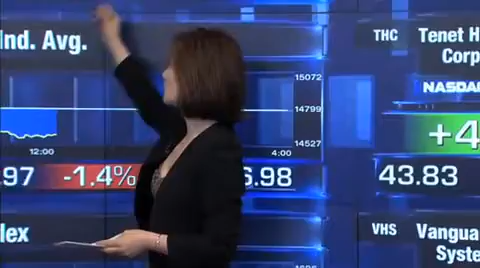 Ind. Avg.
15072
14799
14527
12:00
4:00
.97
-1.4%
6.98
lex
THC
Tenet H
Corp
NASDA
+4
43.83
VHS
Vangua
Syste